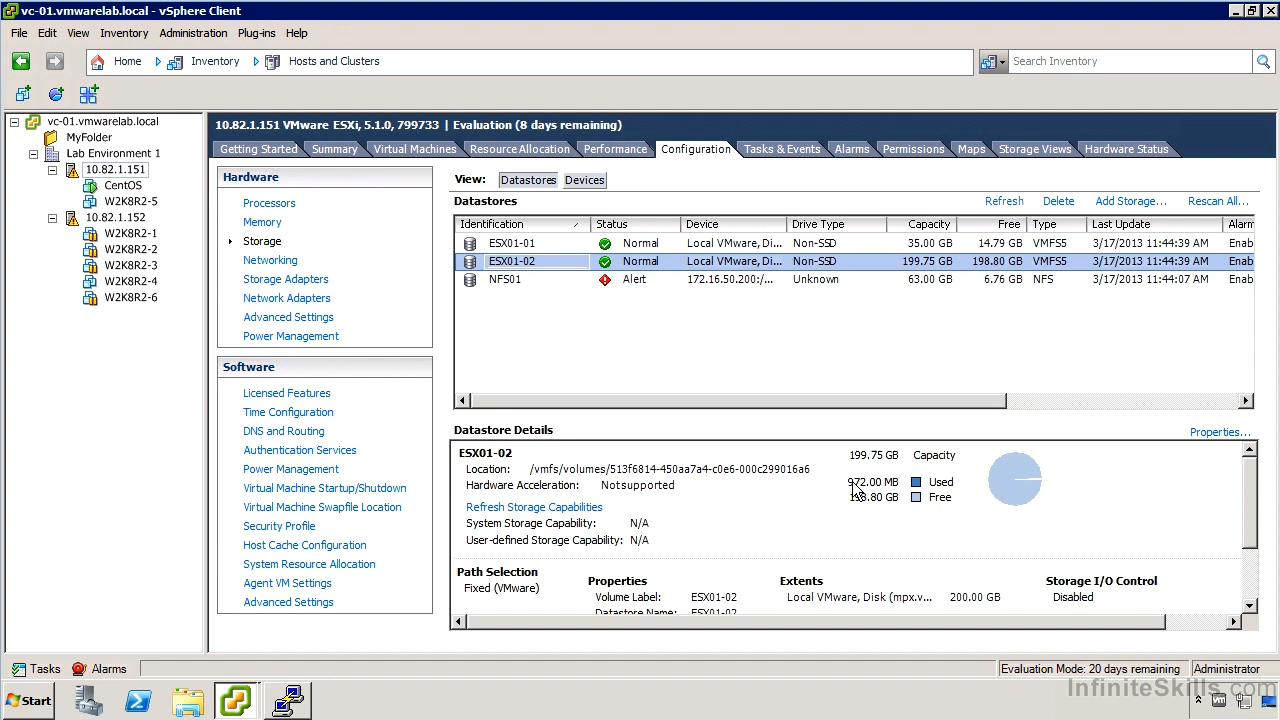 vc-01.vmwarelab.local - vSphere Client
File Edit View Inventory Administration Plug-ins Help
Home Inventory Hosts and Clusters Search Inventory
vc-01.vmwarelab.local
MyFolder
Lab Environment 1
10.82.1.151
CentOS
W2K8R2-5
10.82.1.152
W2K8R2-1
W2K8R2-2
W2K8R2-3
W2K8R2-4
W2K8R2-6
10.82.1.151 VMware ESXi, 5.1.0, 799733 | Evaluation (8 days remaining)
Getting Started Summary Virtual Machines Resource Allocation Performance Configuration Tasks & Events Alarms Permissions Maps Storage Views Hardware Status
Hardware
Processors
Memory
Storage
Networking
Storage Adapters
Network Adapters
Advanced Settings
Power Management
Software
Licensed Features
Time Configuration
DNS and Routing
Authentication Services
Power Management
Virtual Machine Startup/Shutdown
Virtual Machine Swapfile Location
Security Profile
Host Cache Configuration
System Resource Allocation
Agent VM Settings
Advanced Settings
View: Datastores Devices
Datastores Refresh Delete Add Storage... Rescan All...
Identification Status Device Drive Type Capacity Free Type Last Update Alarm
ESX01-01 Normal Local VMware, Di... Non-SSD 35.00 GB 14.79 GB VMFS5 3/17/2013 11:44:39 AM Enab
ESX01-02 Normal Local VMware, Di... Non-SSD 199.75 GB 198.80 GB VMFS5 3/17/2013 11:44:39 AM Enab
NFS01 Alert 172.16.50.200:/... Unknown 63.00 GB 6.76 GB NFS 3/17/2013 11:44:07 AM Enab
Datastore Details Properties...
ESX01-02 199.75 GB Capacity
Location: /vmfs/volumes/513f6814-450aa7a4-c0e6-000c299016a6
Hardware Acceleration: Not supported 972.00 MB Used
GB Free
Refresh Storage Capabilities
System Storage Capability: N/A
User-defined Storage Capability: N/A
Path Selection Properties Extents Storage I/O Control
Fixed (VMware) Volume Label: ESX01-02 Local VMware, Disk (mpx.v... 200.00 GB Disabled
Datastore Name: ESX01-02
Tasks Alarms Evaluation Mode: 20 days remaining Administrator
Start
InfiniteSkills.com